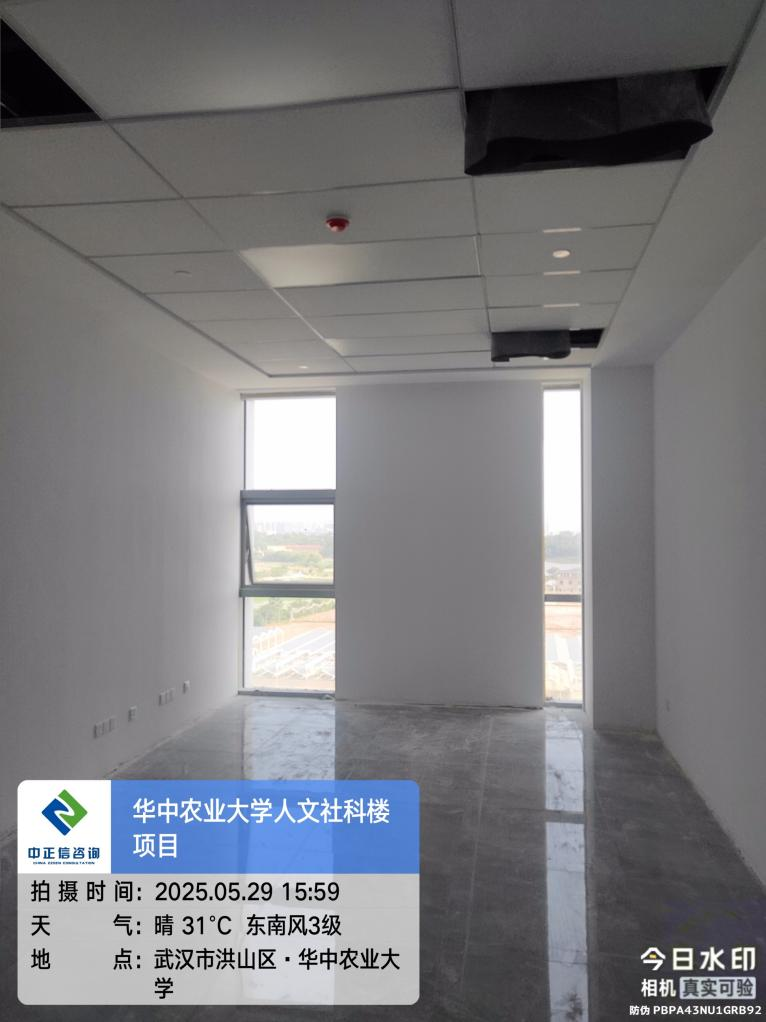 华中农业大学人文社科楼
项目
中正信咨询
CHINA ZZXIN CONSULTATION
拍摄时间：2025.05.29 15:59
天气：晴 31℃ 东南风3级
地点：武汉市洪山区·华中农业大
学
今日水印
相机 真实可验
防伪 PBPA43NU1GRB92